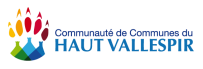 Communauté de Communes du
HAUT VALLESPIR